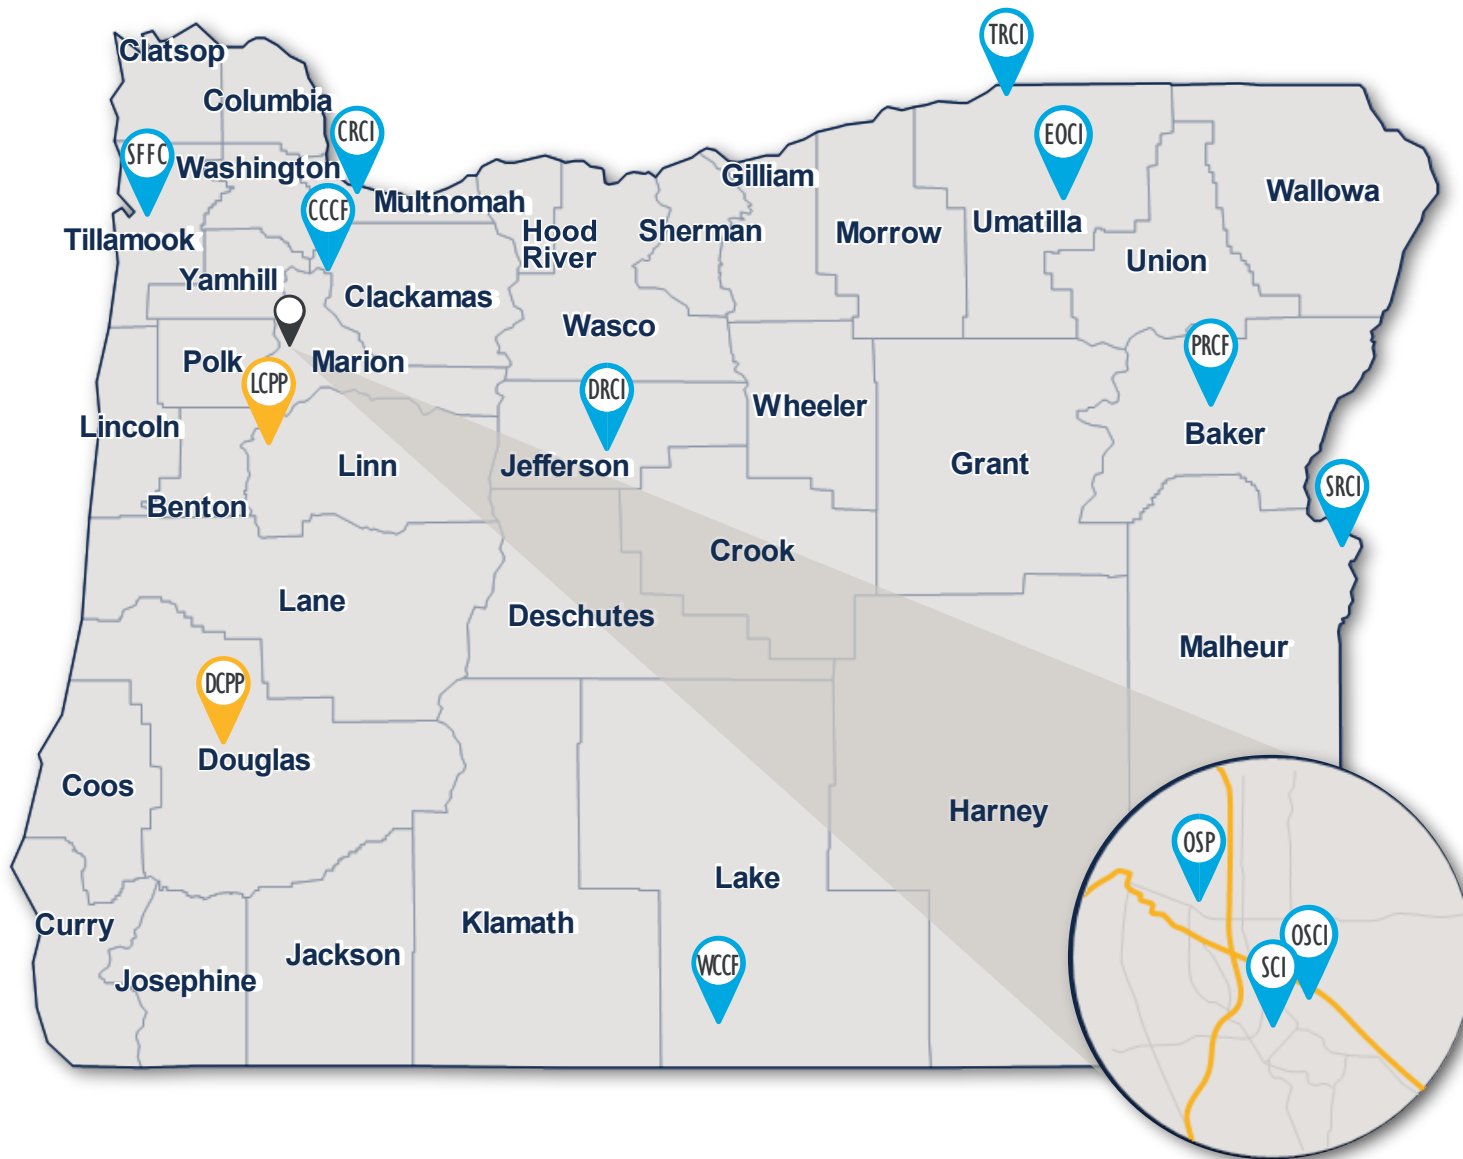 TRCI
Clatsop
Columbia
CRCI
EOCI
SFFC
Washington
Gilliam
Wallowa
CCCF
Multnomah
Umatilla
Tillamook
Hood
River
Sherman
Morrow
Union
Yamhill
Clackamas
Wasco
PRCF
Polk
Marion
LCPP
DRCI
Wheeler
Lincoln
Baker
Linn
Jefferson
Grant
SRCI
Benton
Crook
Lane
Deschutes
Malheur
DCPP
Douglas
Coos
Harney
OSP
Lake
Curry
Klamath
OSCI
Jackson
WCCF
SCI
Josephine